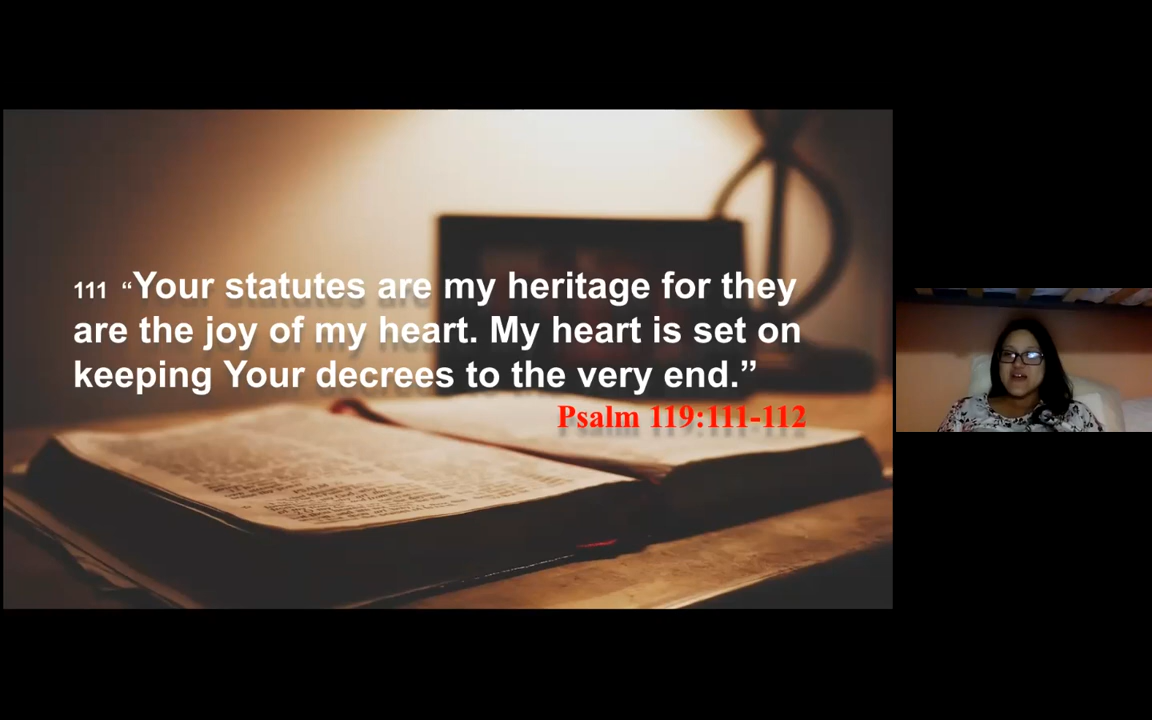 111 “Your statutes are my heritage for they
are the joy of my heart. My heart is set on
keeping Your decrees to the very end.”
Psalm 119:111-112